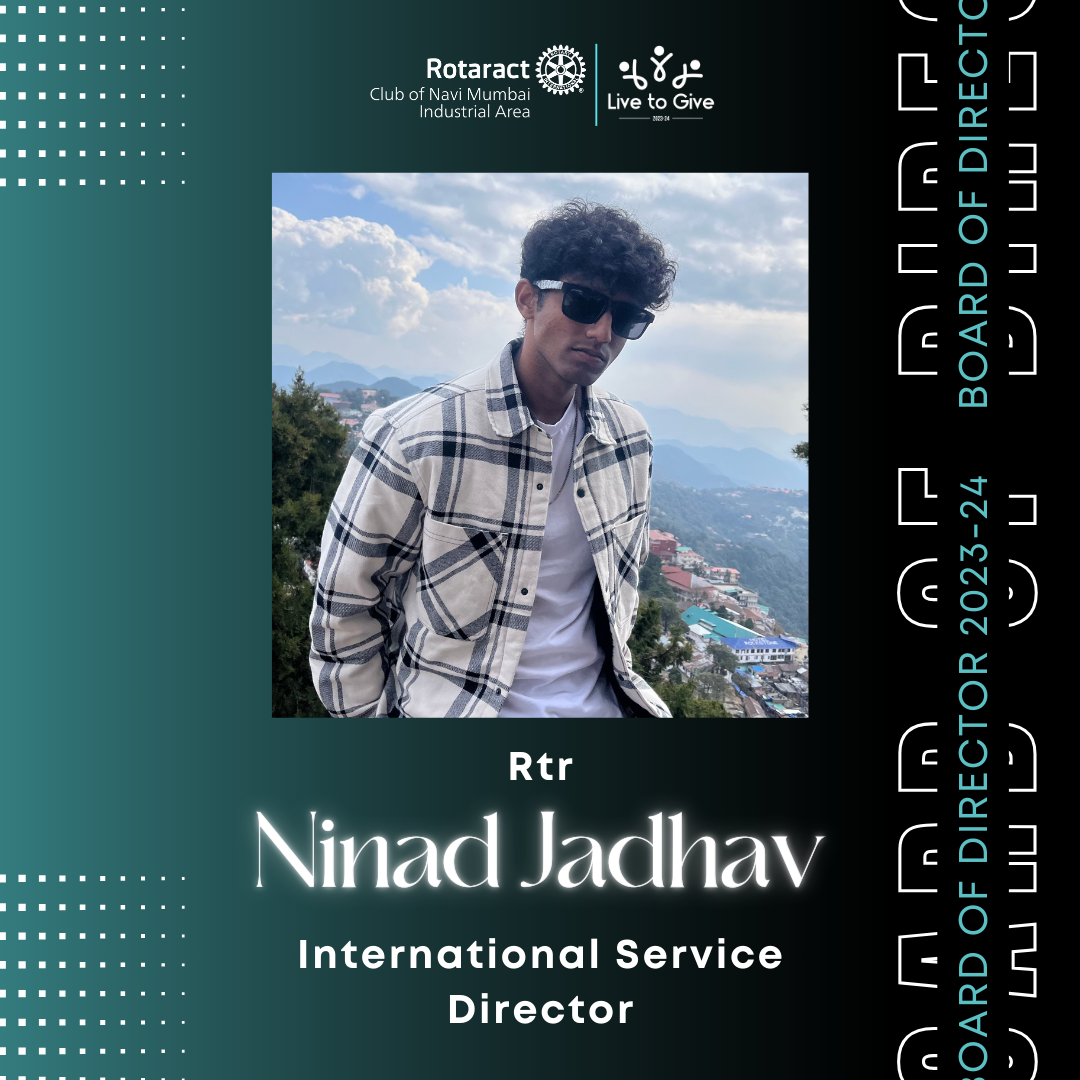 Rotaract
Club of Navi Mumbai
Industrial Area
Live to Give
2023-24
Rtr
Ninad Jadhav
International Service
Director
BOARD OF DIRECTOR 2023-24
BOARD OF DIRECTO